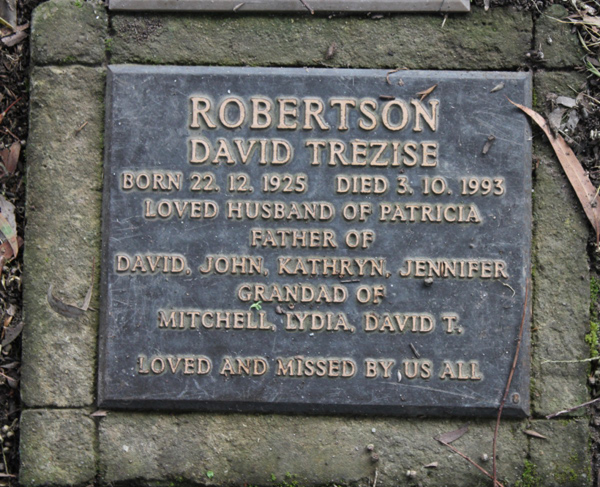 ROBERTSON
DAVID TREZISE
BORN 22. 12. 1925 DIED 3. 10. 1993
LOVED HUSBAND OF PATRICIA
FATHER OF
DAVID, JOHN, KATHRYN, JENNIFER
GRANDAD OF
MITCHELL, LYDIA, DAVID T.
LOVED AND MISSED BY US ALL